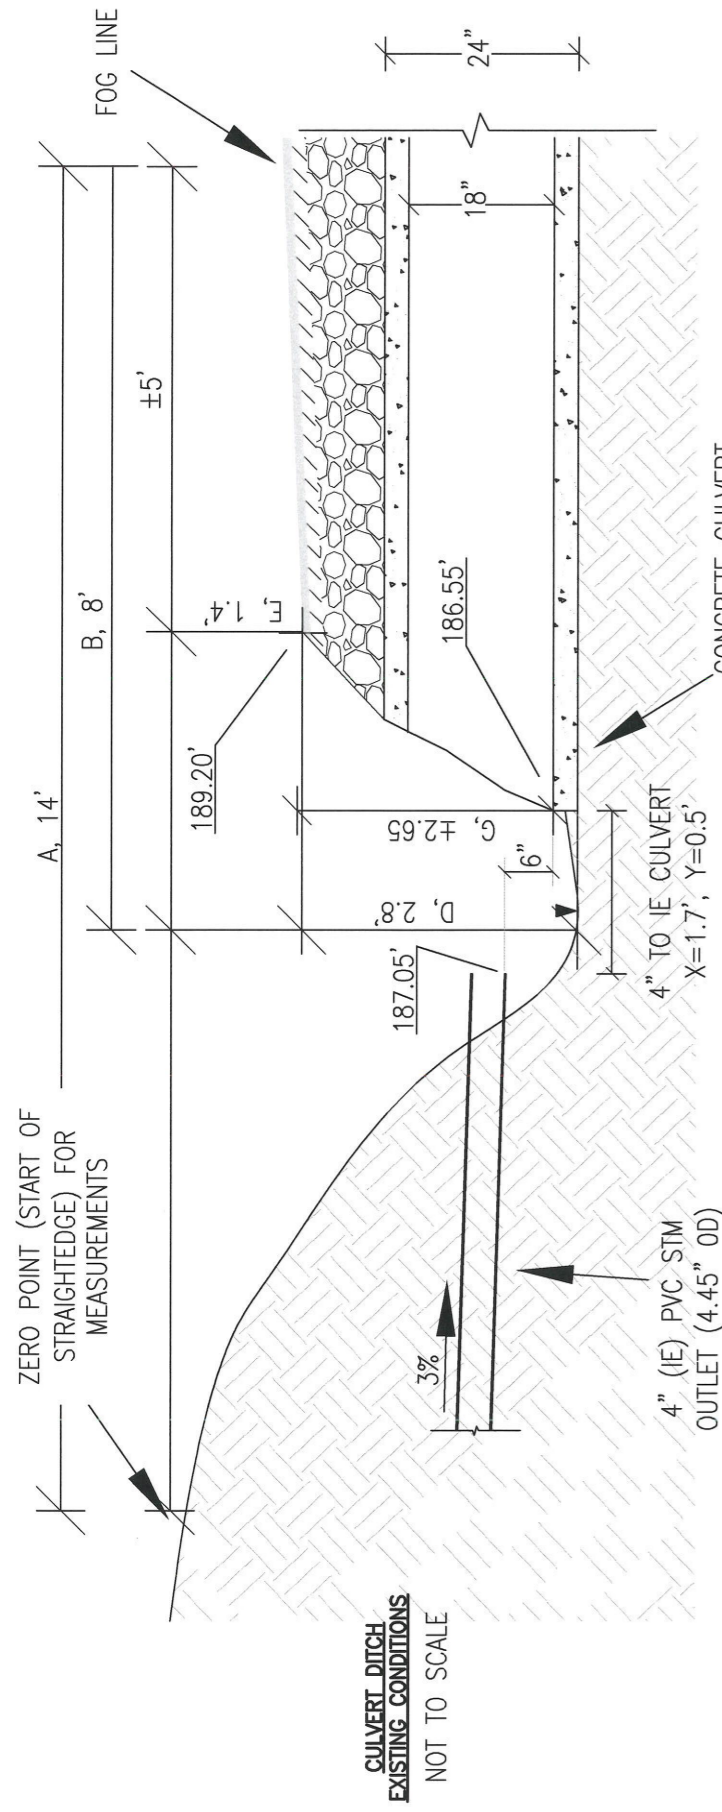 ZERO POINT (START OF
STRAIGHTEDGE) FOR
MEASUREMENTS
A, 14'
B, 8'
±5'
FOG LINE
E, 1.4'
189.20'
G, ±2.65
D, 2.8'
187.05'
6"
186.55'
18"
24"
3%
4" TO IE CULVERT
X=1.7', Y=0.5'
4" (IE) PVC STM
OUTLET (4.45" OD)
CONCRETE CULVERT
CULVERT DITCH
EXISTING CONDITIONS
NOT TO SCALE